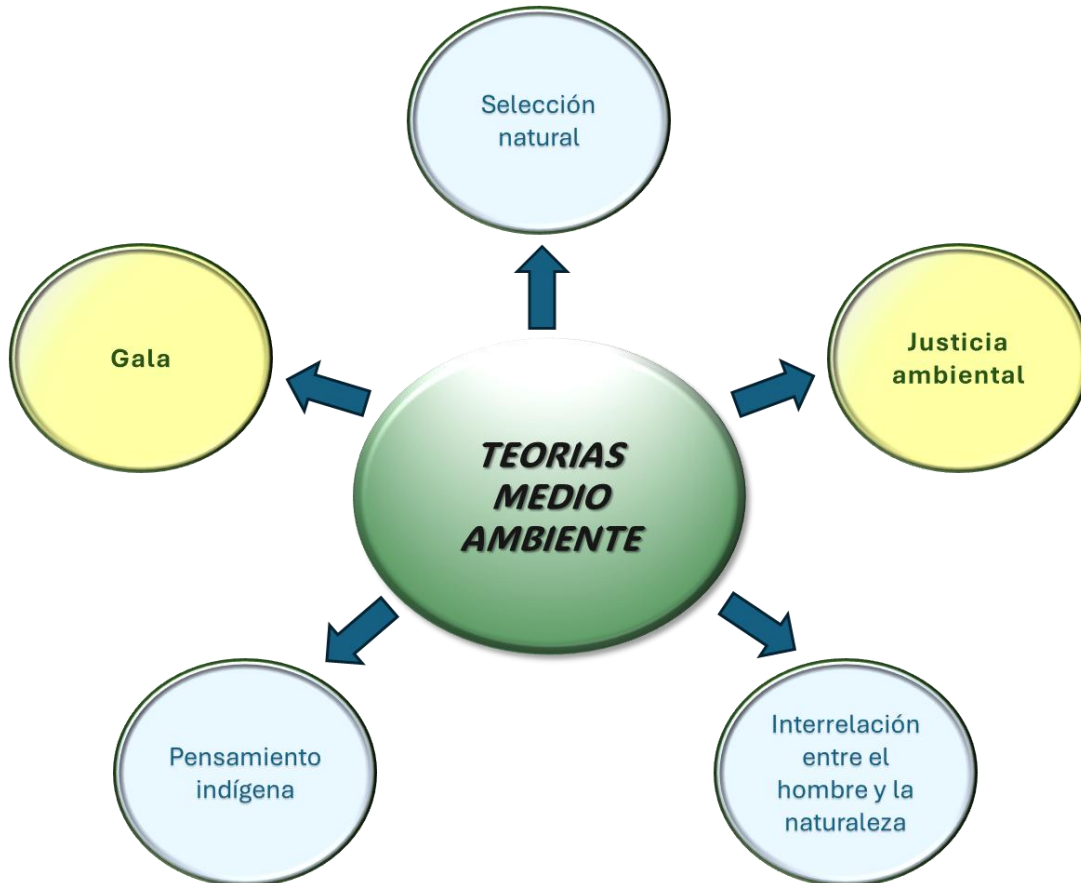 Selección
natural
Gala
Justicia
ambiental
TEORIAS
MEDIO
AMBIENTE
Pensamiento
indígena
Interrelación
entre el
hombre y la
naturaleza